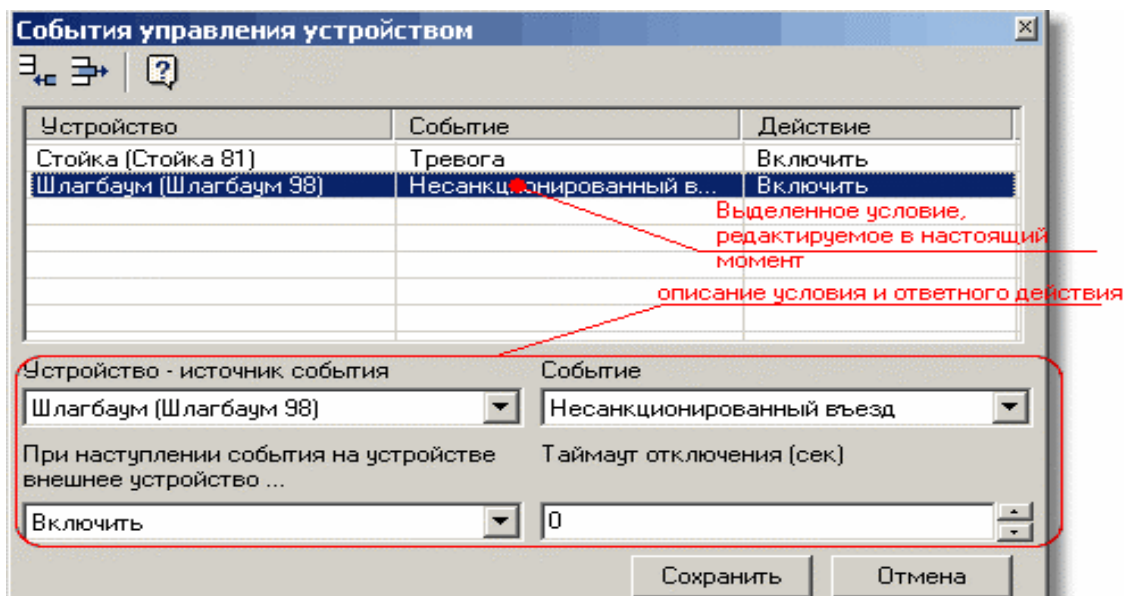 События управления устройством
Устройство Событие Действие
Стойка (Стойка 81) Тревога Включить
Шлагбаум (Шлагбаум 98) Несанкционированный в... Включить
Выделенное условие,
редактируемое в настоящий
момент
описание условия и ответного действия
Устройство - источник события Событие
Шлагбаум (Шлагбаум 98) Несанкционированный въезд
При наступлении события на устройстве Таймаут отключения (сек)
внешнее устройство ...
Включить 0
Сохранить Отмена